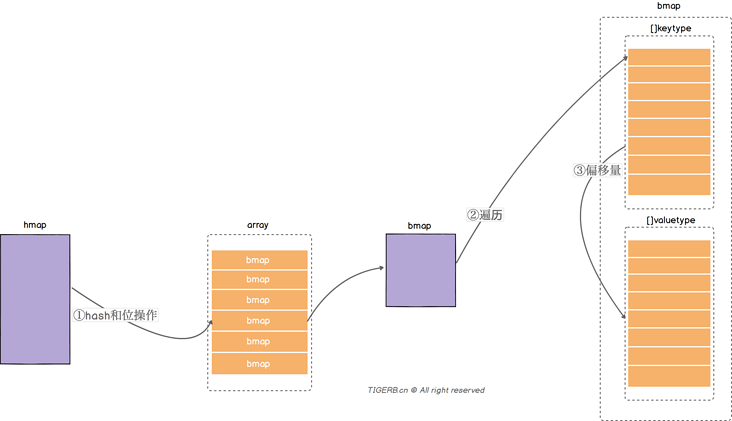 bmap
[]keytype
③偏移量
②遍历
[]valuetype
hmap
array
bmap
bmap
bmap
bmap
bmap
bmap
bmap
①hash和位操作
TIGERB.cn © All right reserved